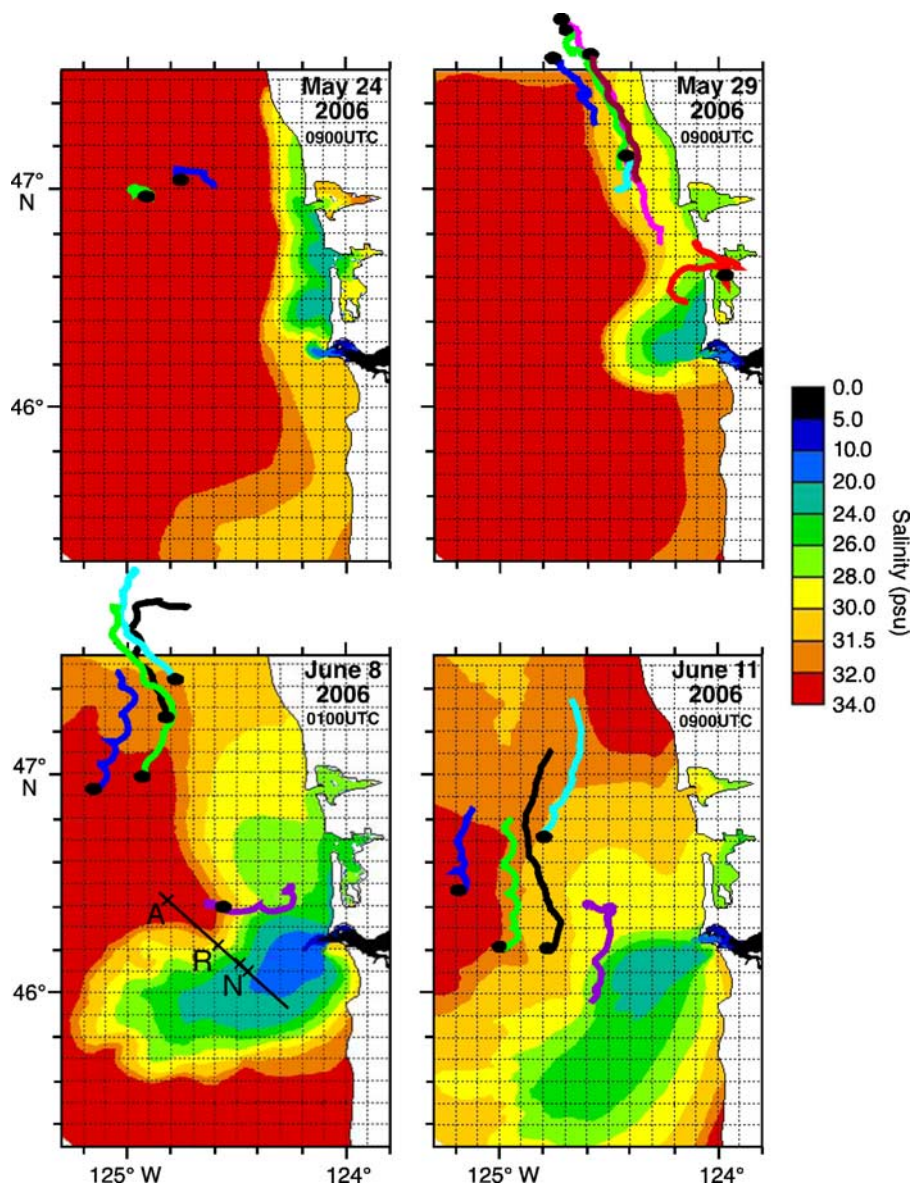 May 24
2006
0900UTC
May 29
2006
0900UTC
47°
N
46°
0.0
5.0
10.0
20.0
24.0
26.0
28.0
30.0
31.5
32.0
34.0
Salinity (psu)
June 8
2006
0100UTC
June 11
2006
0900UTC
47°
N
46°
A
R
N
125° W
124°
125° W
124°